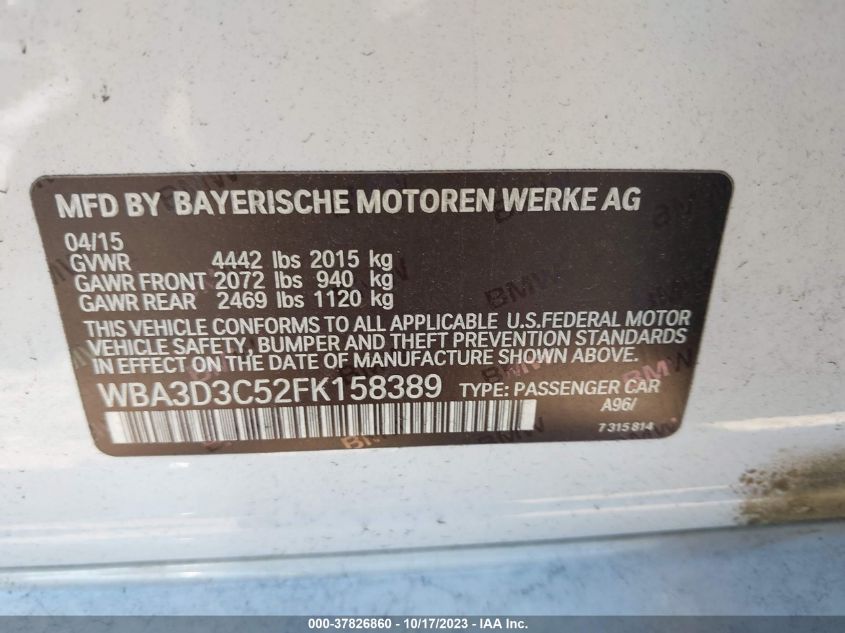 MFD BY BAYERISCHE MOTOREN WERKE AG
04/15
GVWR 4442 lbs 2015 kg
GAWR FRONT 2072 lbs 940 kg
GAWR REAR 2469 lbs 1120 kg
THIS VEHICLE CONFORMS TO ALL APPLICABLE U.S.FEDERAL MOTOR
VEHICLE SAFETY, BUMPER AND THEFT PREVENTION STANDARDS
IN EFFECT ON THE DATE OF MANUFACTURE SHOWN ABOVE.
WBA3D3C52FK158389 TYPE: PASSENGER CAR
A96/
7 315 814
000-37826860 - 10/17/2023 - IAA Inc.